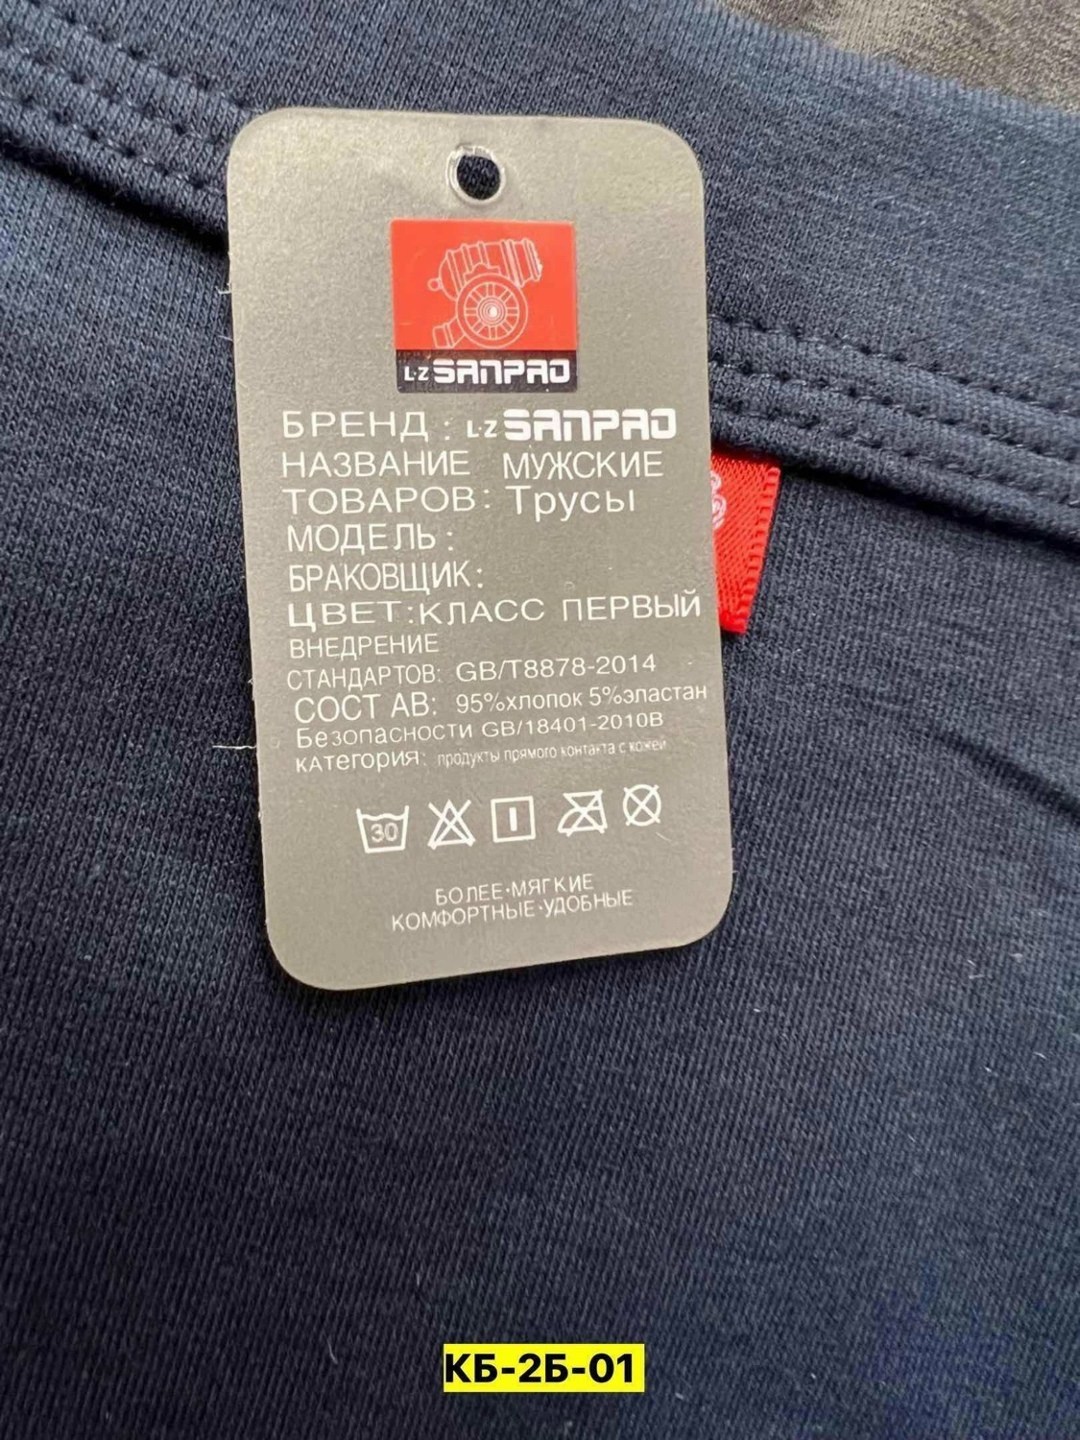 L·Z SANPAO
БРЕНД : L·Z SANPAO
НАЗВАНИЕ МУЖСКИЕ
ТОВАРОВ: Трусы
МОДЕЛЬ :
БРАКОВЩИК:
ЦВЕТ:КЛАСС ПЕРВЫЙ
ВНЕДРЕНИЕ
СТАНДАРТОВ: GB/T8878-2014
СОСТ АВ: 95%хлопок 5%эластан
Безопасности GB/18401-2010B
категория: продукты прямого контакта с кожей
30
БОЛЕЕ·МЯГКИЕ
КОМФОРТНЫЕ·УДОБНЫЕ
КБ-2Б-01